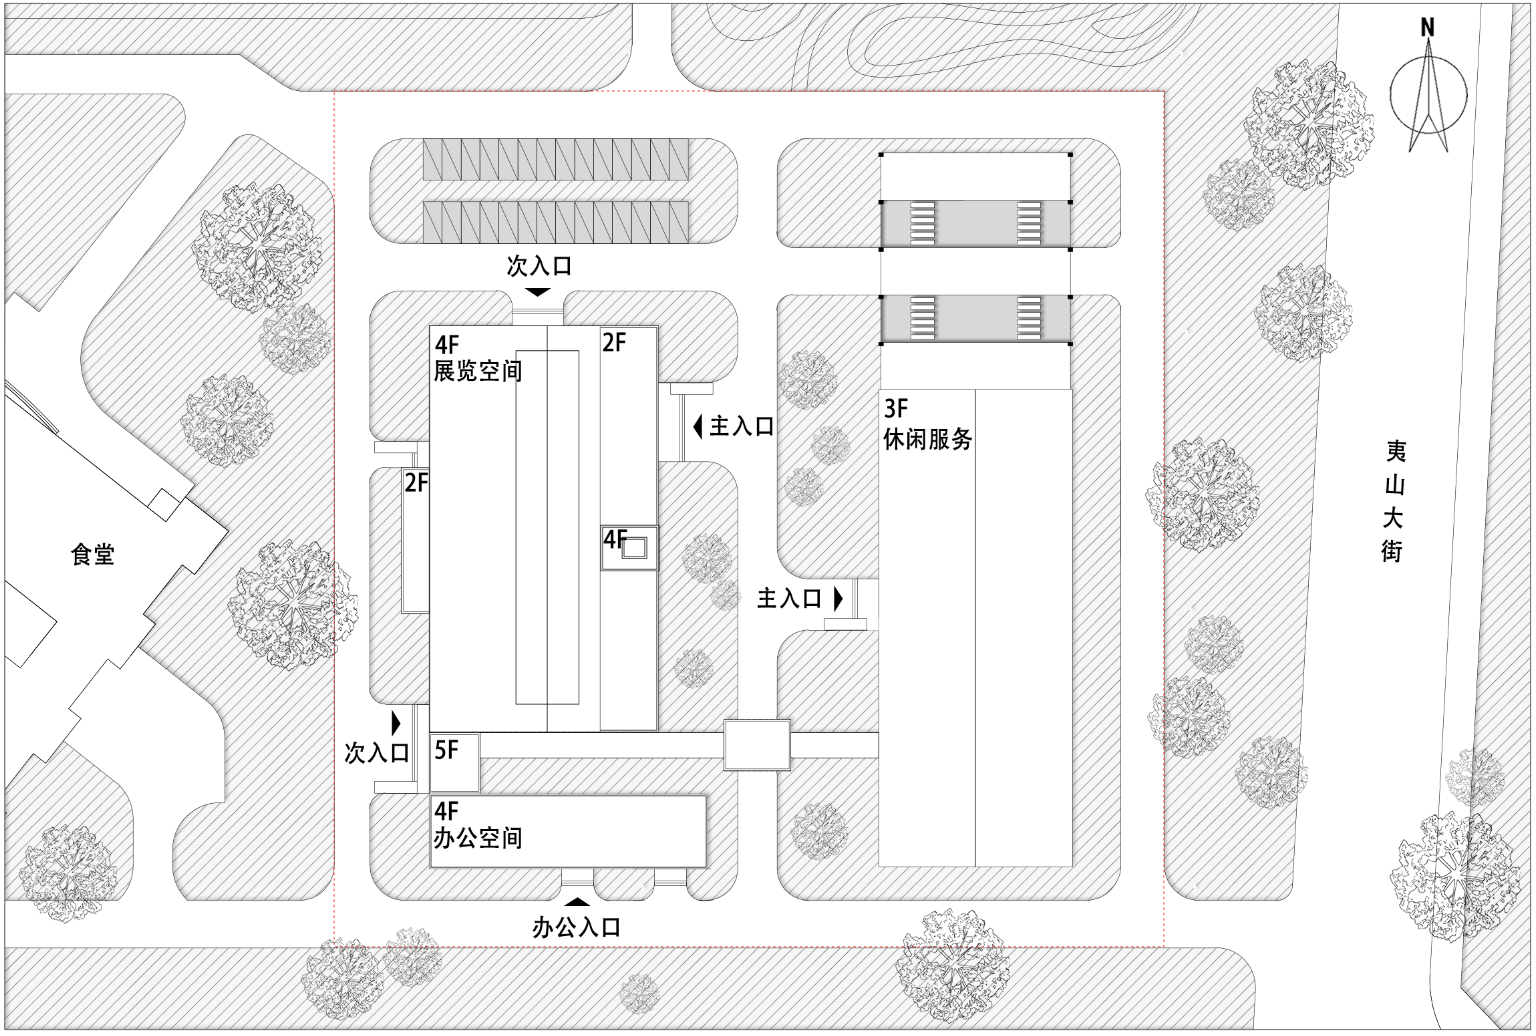 N
次入口
4F
展览空间
2F
主入口
3F
休闲服务
2F
4F
食堂
主入口
夷山大街
次入口
5F
4F
办公空间
办公入口